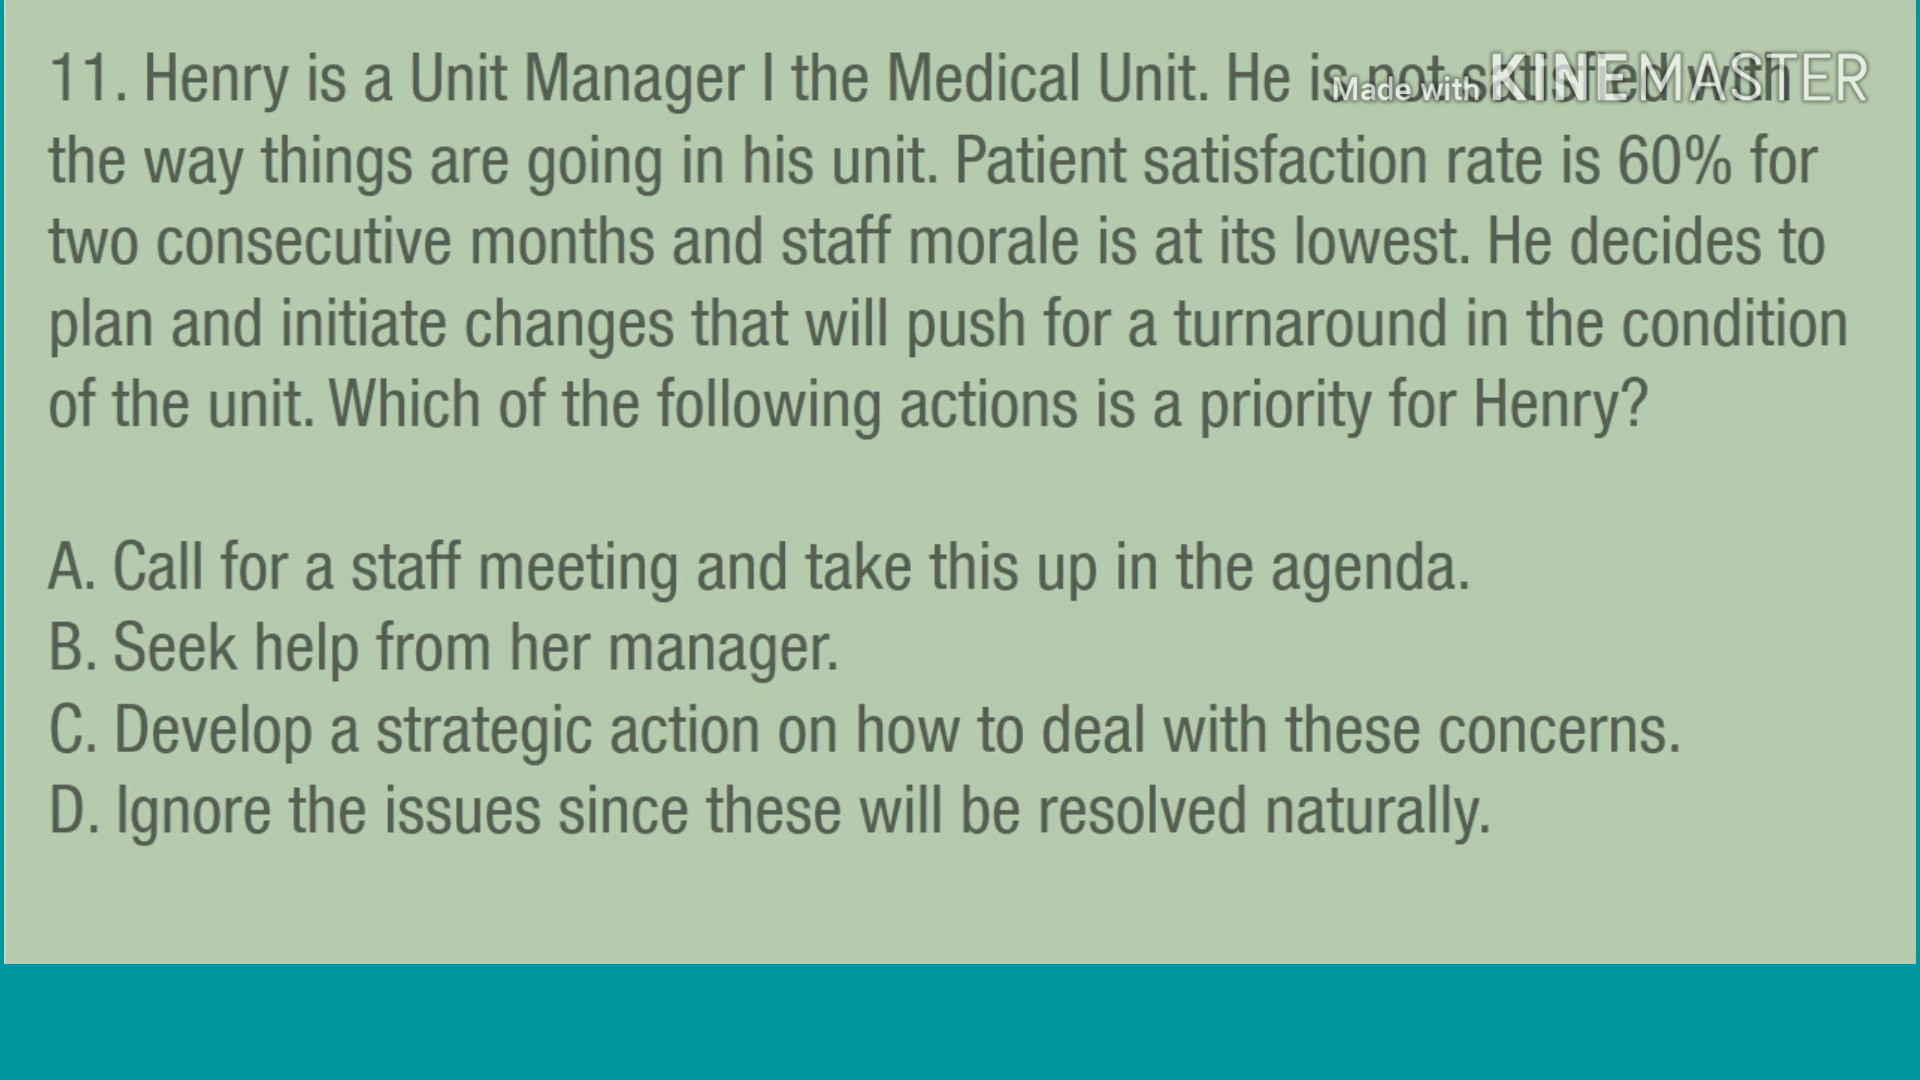 11. Henry is a Unit Manager I the Medical Unit. He is not satisfied with
Made with KINEMASTER
the way things are going in his unit. Patient satisfaction rate is 60% for
two consecutive months and staff morale is at its lowest. He decides to
plan and initiate changes that will push for a turnaround in the condition
of the unit. Which of the following actions is a priority for Henry?
A. Call for a staff meeting and take this up in the agenda.
B. Seek help from her manager.
C. Develop a strategic action on how to deal with these concerns.
D. Ignore the issues since these will be resolved naturally.